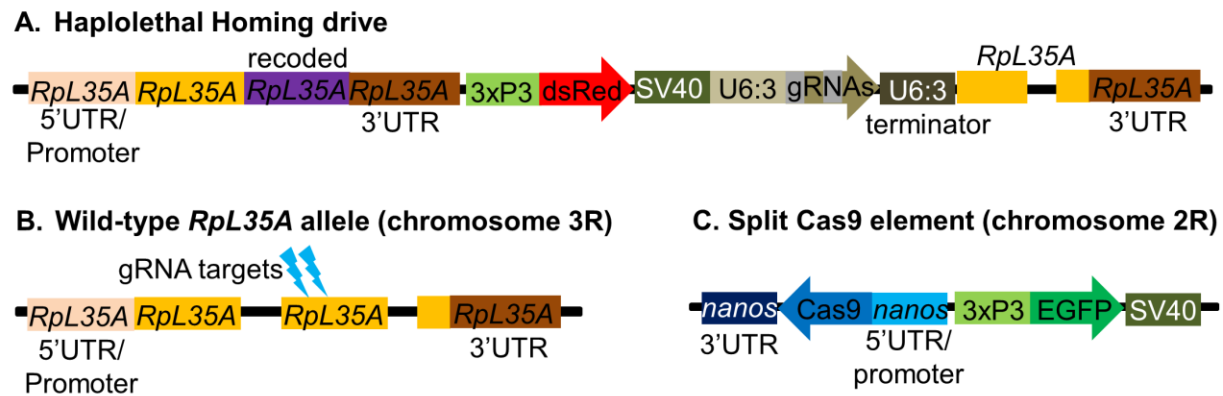 A. Haplolethal Homing drive
recoded
RpL35A
RpL35A RpL35A RpL35A RpL35A 3xP3 dsRed SV40 U6:3 gRNAs U6:3 RpL35A
5'UTR/
Promoter
3'UTR
terminator
3'UTR
B. Wild-type RpL35A allele (chromosome 3R)
gRNA targets
RpL35A RpL35A RpL35A RpL35A
5'UTR/
Promoter
3'UTR
C. Split Cas9 element (chromosome 2R)
nanos Cas9 nanos 3xP3 EGFP SV40
3'UTR
5'UTR/
promoter